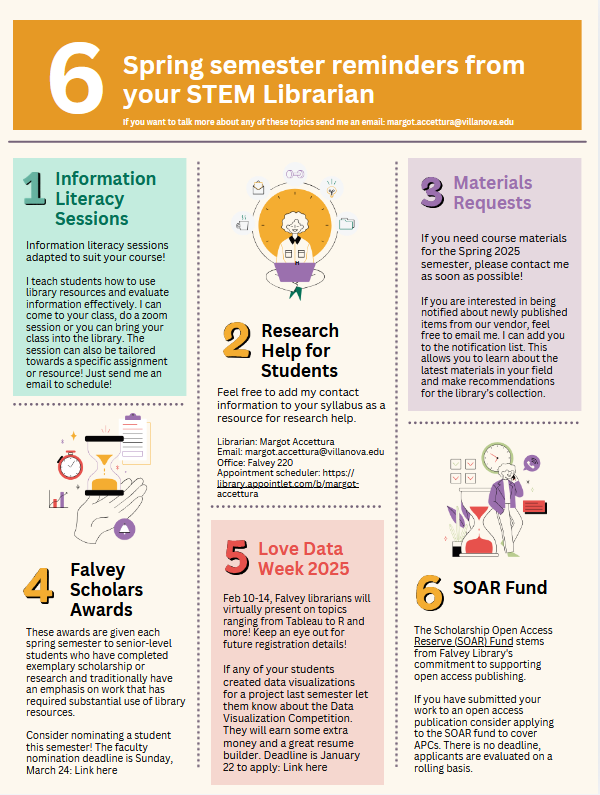 6
Spring semester reminders from
your STEM Librarian
If you want to talk more about any of these topics send me an email: margot.accettura@villanova.edu
1
Information
Literacy
Sessions
Information literacy sessions
adapted to suit your course!
I teach students how to use
library resources and evaluate
information effectively. I can
come to your class, do a zoom
session or you can bring your
class into the library. The
session can also be tailored
towards a specific assignment
or resource! Just send me an
email to schedule!
2
Research
Help for
Students
Feel free to add my contact
information to your syllabus as a
resource for research help.
Librarian: Margot Accettura
Email: margot.accettura@villanova.edu
Office: Falvey 220
Appointment scheduler: https://
library.appointlet.com/b/margot-
accettura
3
Materials
Requests
If you need course materials
for the Spring 2025
semester, please contact me
as soon as possible!
If you are interested in being
notified about newly published
items from our vendor, feel
free to email me. I can add you
to the notification list. This
allows you to learn about the
latest materials in your field
and make recommendations
for the library's collection.
4
Falvey
Scholars
Awards
These awards are given each
spring semester to senior-level
students who have completed
exemplary scholarship or
research and traditionally have
an emphasis on work that has
required substantial use of library
resources.
Consider nominating a student
this semester! The faculty
nomination deadline is Sunday,
March 24: Link here
5
Love Data
Week 2025
Feb 10-14, Falvey librarians will
virtually present on topics
ranging from Tableau to R and
more! Keep an eye out for
future registration details!
If any of your students
created data visualizations
for a project last semester let
them know about the Data
Visualization Competition.
They will earn some extra
money and a great resume
builder. Deadline is January
22 to apply: Link here
6
SOAR Fund
The Scholarship Open Access
Reserve (SOAR) Fund stems
from Falvey Library's
commitment to supporting
open access publishing.
If you have submitted your
work to an open access
publication consider applying
to the SOAR fund to cover
APCs. There is no deadline,
applicants are evaluated on a
rolling basis.